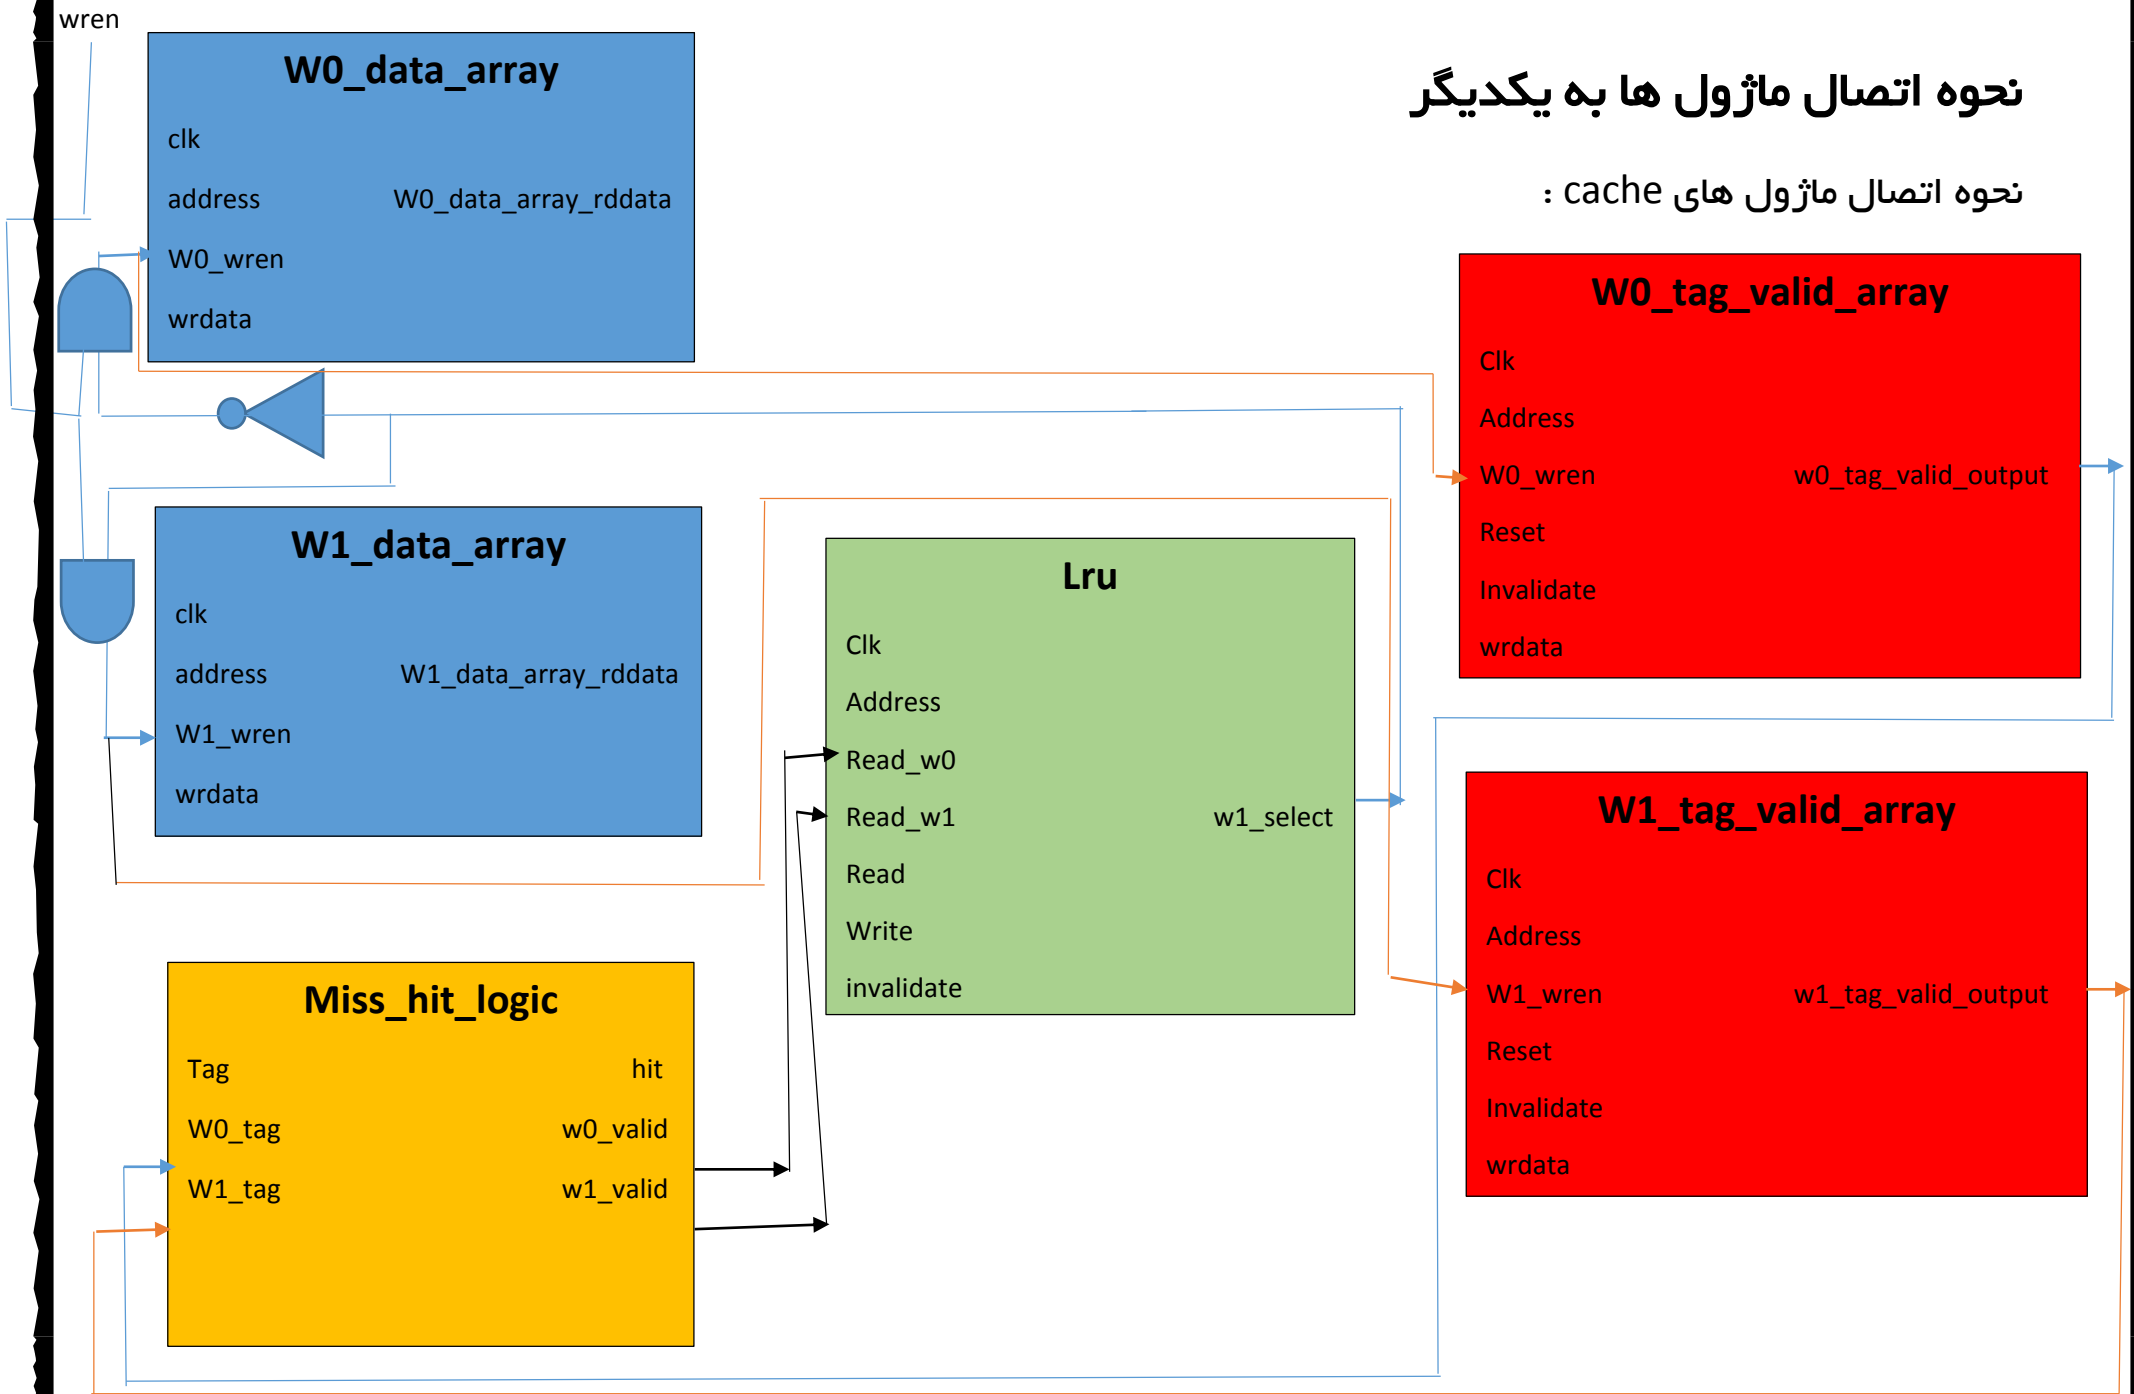 wren
نحوه اتصال ماژول ها به یکدیگر
نحوه اتصال ماژول های cache :
W0_data_array
clk
address W0_data_array_rddata
W0_wren
wrdata
W0_tag_valid_array
Clk
Address
W0_wren w0_tag_valid_output
Reset
Invalidate
wrdata
W1_data_array
clk
address W1_data_array_rddata
W1_wren
wrdata
Lru
Clk
Address
Read_w0
Read_w1 w1_select
Read
Write
invalidate
W1_tag_valid_array
Clk
Address
W1_wren w1_tag_valid_output
Reset
Invalidate
wrdata
Miss_hit_logic
Tag hit
W0_tag w0_valid
W1_tag w1_valid